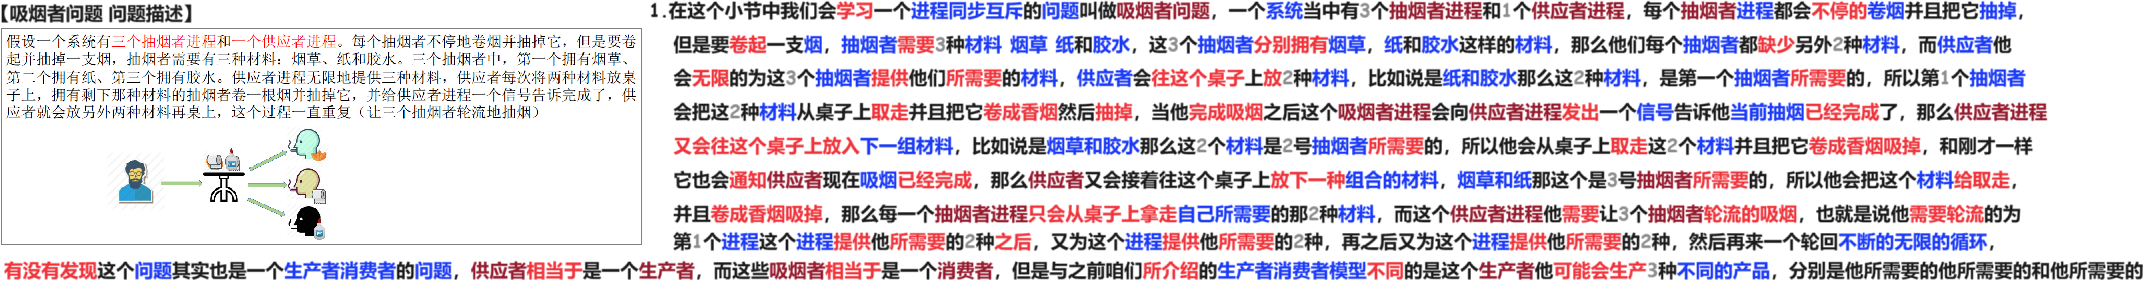 【吸烟者问题 问题描述】
假设一个系统有三个抽烟者进程和一个供应者进程。每个抽烟者不停地卷烟并抽掉它，但是要卷
起并抽掉一支烟，抽烟者需要有三种材料：烟草、纸和胶水。三个抽烟者中，第一个拥有烟草、
第二个拥有纸、第三个拥有胶水。供应者进程无限地提供三种材料，供应者每次将两种材料放桌
子上，拥有剩下那种材料的抽烟者卷一根烟并抽掉它，并给供应者进程一个信号告诉完成了，供
应者就会放另外两种材料再桌上，这个过程一直重复（让三个抽烟者轮流地抽烟）
1.在这个小节中我们会学习一个进程同步互斥的问题叫做吸烟者问题，一个系统当中有3个抽烟者进程和1个供应者进程，每个抽烟者进程都会不停的卷烟并且把它抽掉，
但是要卷起一支烟，抽烟者需要3种材料 烟草 纸和胶水，这3个抽烟者分别拥有烟草，纸和胶水这样的材料，那么他们每个抽烟者都缺少另外2种材料，而供应者他
会无限的为这3个抽烟者提供他们所需要的材料，供应者会往这个桌子上放2种材料，比如说是纸和胶水那么这2种材料，是第一个抽烟者所需要的，所以第1个抽烟者
会把这2种材料从桌子上取走并且把它卷成香烟然后抽掉，当他完成吸烟之后这个吸烟者进程会向供应者进程发出一个信号告诉他当前抽烟已经完成了，那么供应者进程
又会往这个桌子上放入下一组材料，比如说是烟草和胶水那么这2个材料是2号抽烟者所需要的，所以他会从桌子上取走这2个材料并且把它卷成香烟吸掉，和刚才一样
它也会通知供应者现在吸烟已经完成，那么供应者又会接着往这个桌子上放下一种组合的材料，烟草和纸那这个是3号抽烟者所需要的，所以他会把这个材料给取走，
并且卷成香烟吸掉，那么每一个抽烟者进程只会从桌子上拿走自己所需要的那2种材料，而这个供应者进程他需要让3个抽烟者轮流的吸烟，也就是说他需要轮流的为
第1个进程这个进程提供他所需要的2种之后，又为这个进程提供他所需要的2种，再之后又为这个进程提供他所需要的2种，然后再来一个轮回不断的无限的循环，
有没有发现这个问题其实也是一个生产者消费者的问题，供应者相当于是一个生产者，而这些吸烟者相当于是一个消费者，但是与之前咱们所介绍的生产者消费者模型不同的是这个生产者他可能会生产3种不同的产品，分别是他所需要的他所需要的和他所需要的